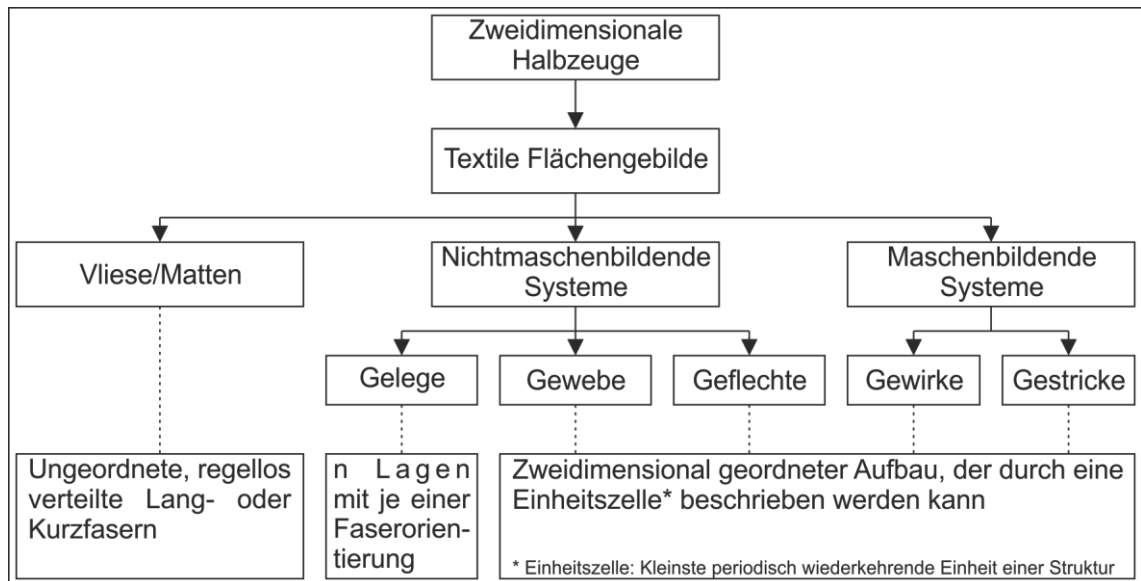 Zweidimensionale
Halbzeuge
Textile Flächengebilde
Vliese/Matten
Nichtmaschenbildende
Systeme
Maschenbildende
Systeme
Gelege
Gewebe
Geflechte
Gewirke
Gestricke
Ungeordnete, regellos
verteilte Lang- oder
Kurzfasern
n Lagen
mit je einer
Faserorien-
tierung
Zweidimensional geordneter Aufbau, der durch eine
Einheitszelle* beschrieben werden kann
* Einheitszelle: Kleinste periodisch wiederkehrende Einheit einer Struktur